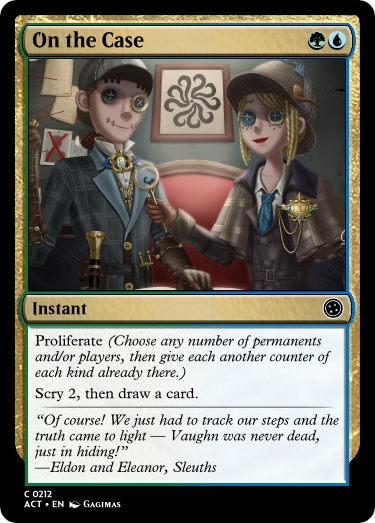 On the Case
Instant
Proliferate (Choose any number of permanents
and/or players, then give each another counter of
each kind already there.)
Scry 2, then draw a card.
“Of course! We just had to track our steps and the
truth came to light — Vaughn was never dead,
just in hiding!”
—Eldon and Eleanor, Sleuths
C 0212
ACT • EN Gagimas